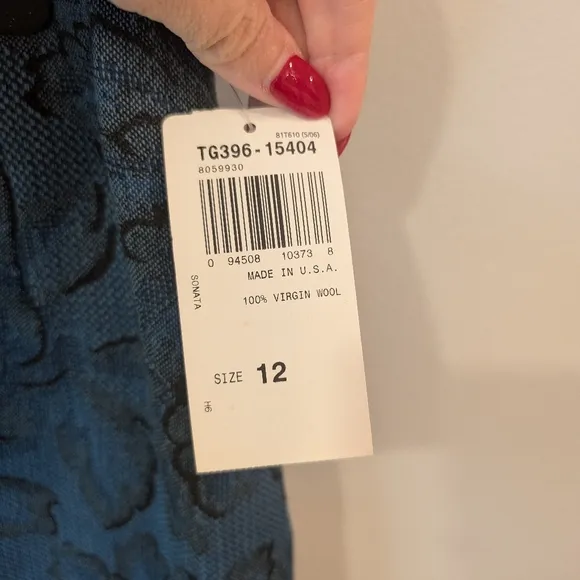 81T610 (5/06)
TG396-15404
8059930
0 94508 10373 8
MADE IN U.S.A.
SONATA
100% VIRGIN WOOL
SIZE 12
H6